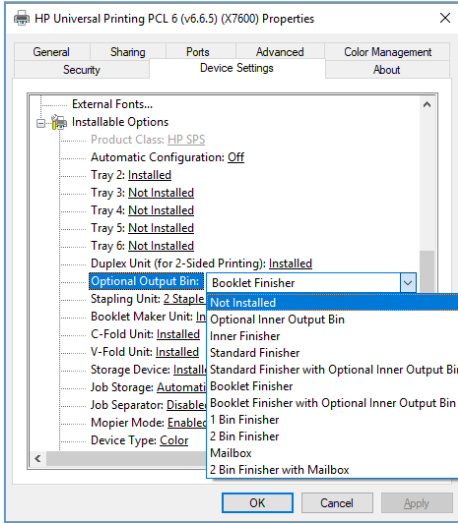 HP Universal Printing PCL 6 (v6.6.5) (X7600) Properties
General Sharing Ports Advanced Color Management
Security Device Settings About
External Fonts...
Installable Options
Product Class: HP SPS
Automatic Configuration: Off
Tray 2: Installed
Tray 3: Not Installed
Tray 4: Not Installed
Tray 5: Not Installed
Tray 6: Not Installed
Duplex Unit (for 2-Sided Printing): Installed
Optional Output Bin: Booklet Finisher
Stapling Unit: 2 Staple
Not Installed
Booklet Maker Unit: In
Optional Inner Output Bin
C-Fold Unit: Installed
Inner Finisher
V-Fold Unit: Installed
Standard Finisher
Storage Device: Install
Standard Finisher with Optional Inner Output Bi
Job Storage: Automati
Booklet Finisher
Job Separator: Disable
Booklet Finisher with Optional Inner Output Bin
Mopier Mode: Enabled
1 Bin Finisher
Device Type: Color
2 Bin Finisher
Mailbox
2 Bin Finisher with Mailbox
OK Cancel Apply